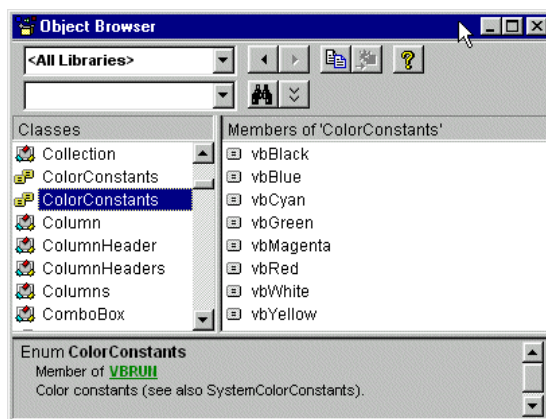 Object Browser
<All Libraries>
Classes
Members of 'ColorConstants'
Collection
ColorConstants
ColorConstants
Column
ColumnHeader
ColumnHeaders
Columns
ComboBox
vbBlack
vbBlue
vbCyan
vbGreen
vbMagenta
vbRed
vbWhite
vbYellow
Enum ColorConstants
Member of VBRUN
Color constants (see also SystemColorConstants).